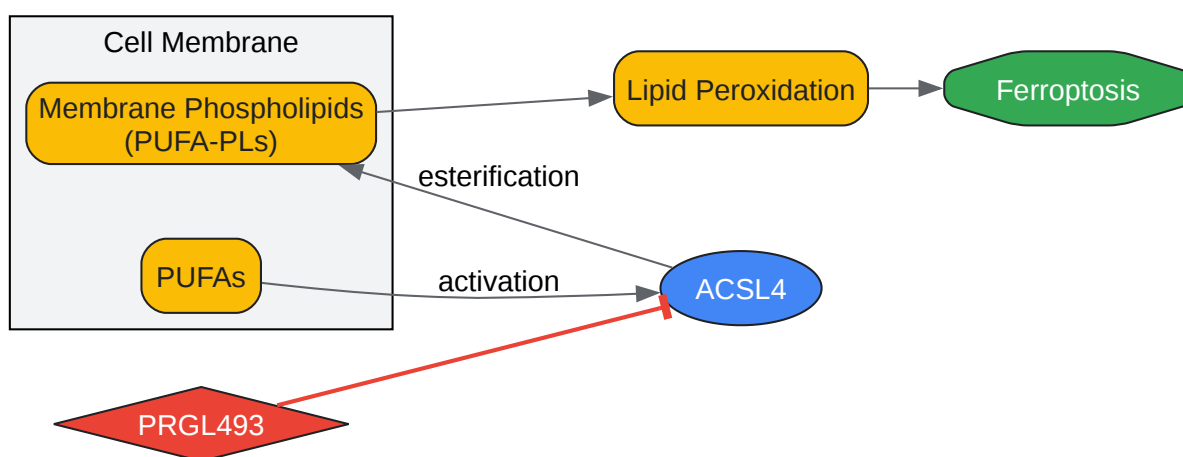 Cell Membrane
Membrane Phospholipids
(PUFA-PLs)
Lipid Peroxidation
Ferroptosis
esterification
PUFAs
activation
ACSL4
PRGL493